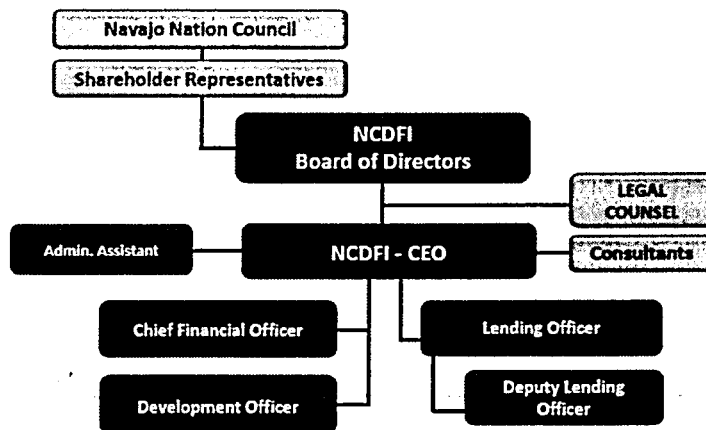 Navajo Nation Council
Shareholder Representatives
NCDFI
Board of Directors
LEGAL
COUNSEL
Admin. Assistant
NCDFI - CEO
Consultants
Chief Financial Officer
Lending Officer
Development Officer
Deputy Lending
Officer